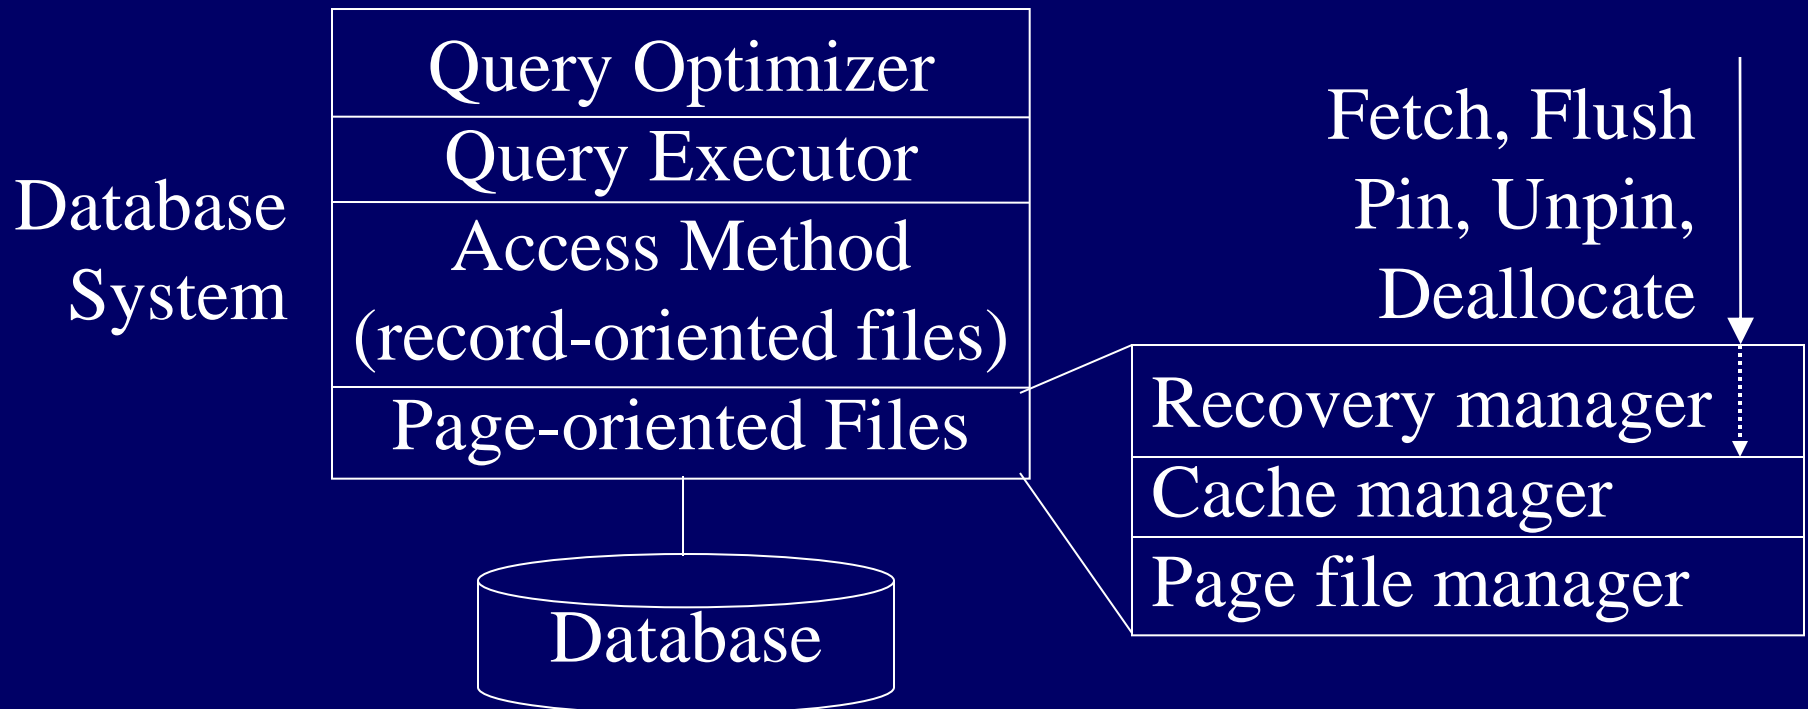 Database
System
Query Optimizer
Query Executor
Access Method
(record-oriented files)
Page-oriented Files
Database
Fetch, Flush
Pin, Unpin,
Deallocate
Recovery manager
Cache manager
Page file manager